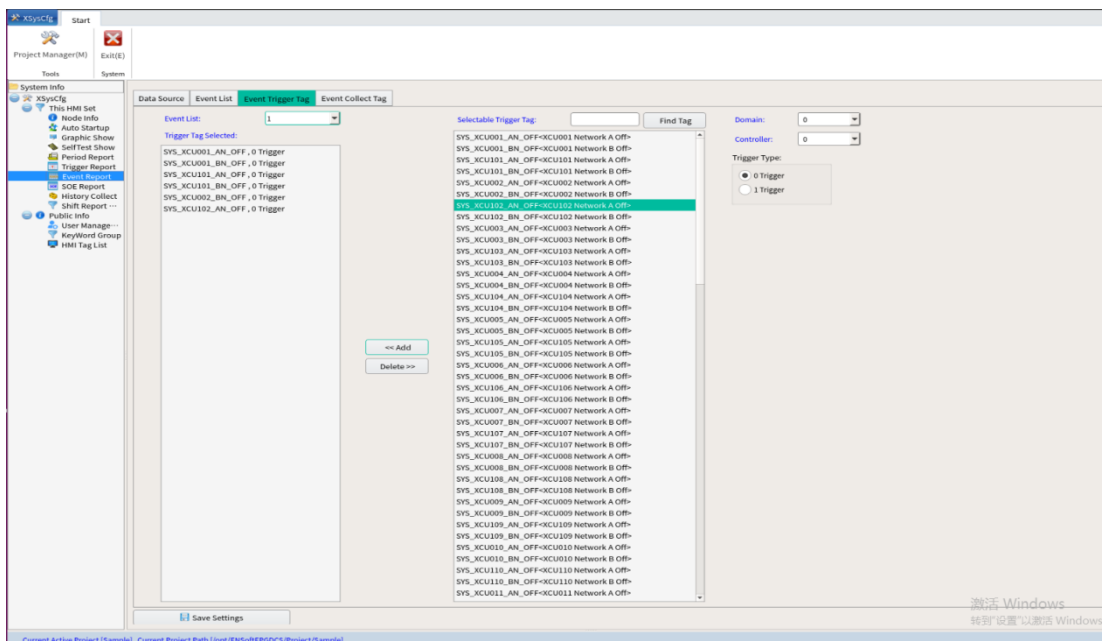 XSysCfg Start
Project Manager(M) Exit(E)
Tools System
System Info
XSysCfg
This HMI Set
Node Info
Auto Startup
Graphic Show
SelfTest Show
Period Report
Trigger Report
Event Report
SOE Report
History Collect
Shift Report ···
Public Info
User Manage···
KeyWord Group
HMI Tag List
Data Source Event List Event Trigger Tag Event Collect Tag
Event List: 1
Trigger Tag Selected:
SYS_XCU001_AN_OFF , 0 Trigger
SYS_XCU001_BN_OFF , 0 Trigger
SYS_XCU101_AN_OFF , 0 Trigger
SYS_XCU101_BN_OFF , 0 Trigger
SYS_XCU002_BN_OFF , 0 Trigger
SYS_XCU102_AN_OFF , 0 Trigger
<< Add
Delete >>
Selectable Trigger Tag: Find Tag
SYS_XCU001_AN_OFF<XCU001 Network A Off>
SYS_XCU001_BN_OFF<XCU001 Network B Off>
SYS_XCU101_AN_OFF<XCU101 Network A Off>
SYS_XCU101_BN_OFF<XCU101 Network B Off>
SYS_XCU002_AN_OFF<XCU002 Network A Off>
SYS_XCU002_BN_OFF<XCU002 Network B Off>
SYS_XCU102_AN_OFF<XCU102 Network A Off>
SYS_XCU102_BN_OFF<XCU102 Network B Off>
SYS_XCU003_AN_OFF<XCU003 Network A Off>
SYS_XCU003_BN_OFF<XCU003 Network B Off>
SYS_XCU103_AN_OFF<XCU103 Network A Off>
SYS_XCU103_BN_OFF<XCU103 Network B Off>
SYS_XCU004_AN_OFF<XCU004 Network A Off>
SYS_XCU004_BN_OFF<XCU004 Network B Off>
SYS_XCU104_AN_OFF<XCU104 Network A Off>
SYS_XCU104_BN_OFF<XCU104 Network B Off>
SYS_XCU005_AN_OFF<XCU005 Network A Off>
SYS_XCU005_BN_OFF<XCU005 Network B Off>
SYS_XCU105_AN_OFF<XCU105 Network A Off>
SYS_XCU105_BN_OFF<XCU105 Network B Off>
SYS_XCU006_AN_OFF<XCU006 Network A Off>
SYS_XCU006_BN_OFF<XCU006 Network B Off>
SYS_XCU106_AN_OFF<XCU106 Network A Off>
SYS_XCU106_BN_OFF<XCU106 Network B Off>
SYS_XCU007_AN_OFF<XCU007 Network A Off>
SYS_XCU007_BN_OFF<XCU007 Network B Off>
SYS_XCU107_AN_OFF<XCU107 Network A Off>
SYS_XCU107_BN_OFF<XCU107 Network B Off>
SYS_XCU008_AN_OFF<XCU008 Network A Off>
SYS_XCU008_BN_OFF<XCU008 Network B Off>
SYS_XCU108_AN_OFF<XCU108 Network A Off>
SYS_XCU108_BN_OFF<XCU108 Network B Off>
SYS_XCU009_AN_OFF<XCU009 Network A Off>
SYS_XCU009_BN_OFF<XCU009 Network B Off>
SYS_XCU109_AN_OFF<XCU109 Network A Off>
SYS_XCU109_BN_OFF<XCU109 Network B Off>
SYS_XCU010_AN_OFF<XCU010 Network A Off>
SYS_XCU010_BN_OFF<XCU010 Network B Off>
SYS_XCU110_AN_OFF<XCU110 Network A Off>
SYS_XCU110_BN_OFF<XCU110 Network B Off>
SYS_XCU011_AN_OFF<XCU011 Network A Off>
Domain: 0
Controller: 0
Trigger Type:
0 Trigger
1 Trigger
Save Settings
激活 Windows
转到"设置"以激活 Windows
Current Active Project [Sample] Current Project Path